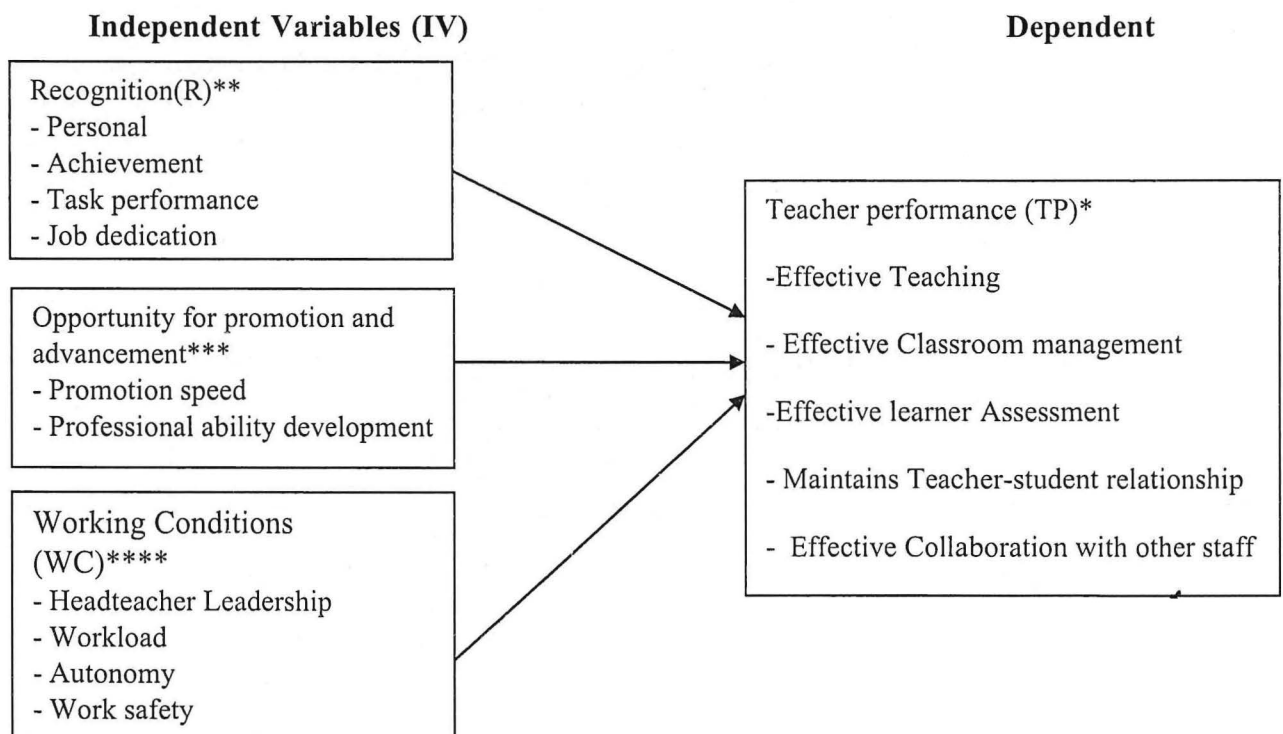 Independent Variables (IV)
Dependent
Recognition(R)**
- Personal
- Achievement
- Task performance
- Job dedication
Opportunity for promotion and
advancement***
- Promotion speed
- Professional ability development
Working Conditions
(WC)****
- Headteacher Leadership
- Workload
- Autonomy
- Work safety
Teacher performance (TP)*
-Effective Teaching
- Effective Classroom management
-Effective learner Assessment
- Maintains Teacher-student relationship
- Effective Collaboration with other staff